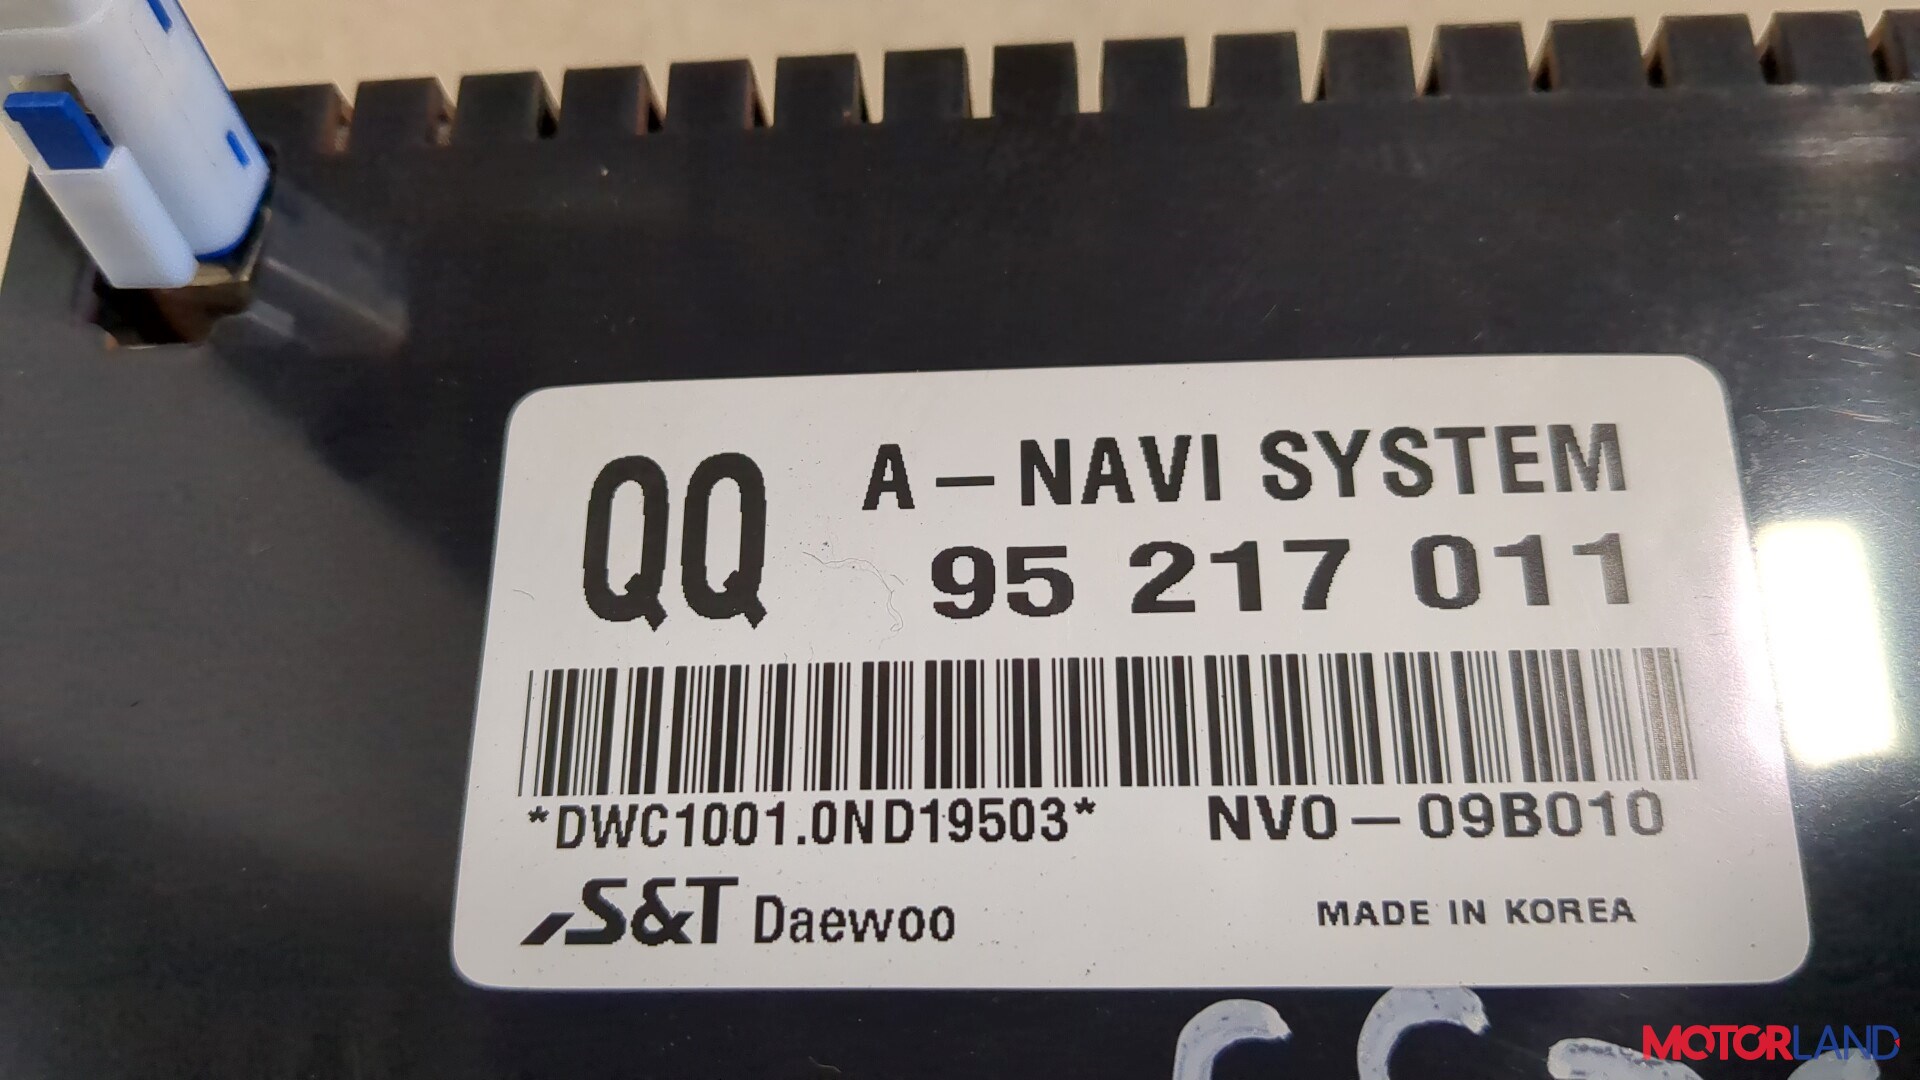 QQ A-NAVI SYSTEM
95 217 011
*DWC1001.0ND19503* NV0-09B010
S&T Daewoo MADE IN KOREA
MOTORLAND